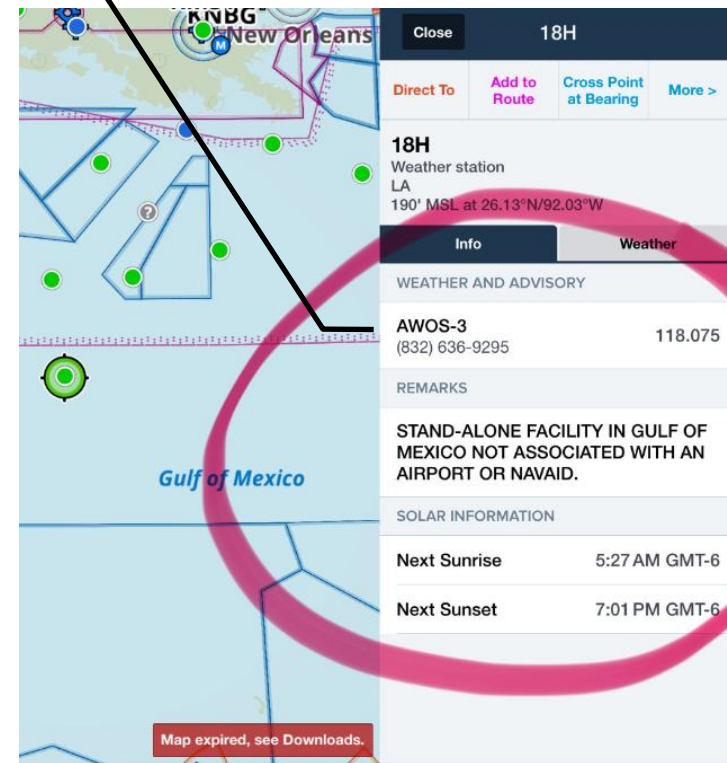 KNBG
New Orleans
M
?
Gulf of Mexico
Map expired, see Downloads.
Close
18H
Direct To
Add to
Route
Cross Point
at Bearing
More >
18H
Weather station
LA
190' MSL at 26.13°N/92.03°W
Info
Weather
WEATHER AND ADVISORY
AWOS-3
118.075
(832) 636-9295
REMARKS
STAND-ALONE FACILITY IN GULF OF
MEXICO NOT ASSOCIATED WITH AN
AIRPORT OR NAVAID.
SOLAR INFORMATION
Next Sunrise
5:27 AM GMT-6
Next Sunset
7:01 PM GMT-6